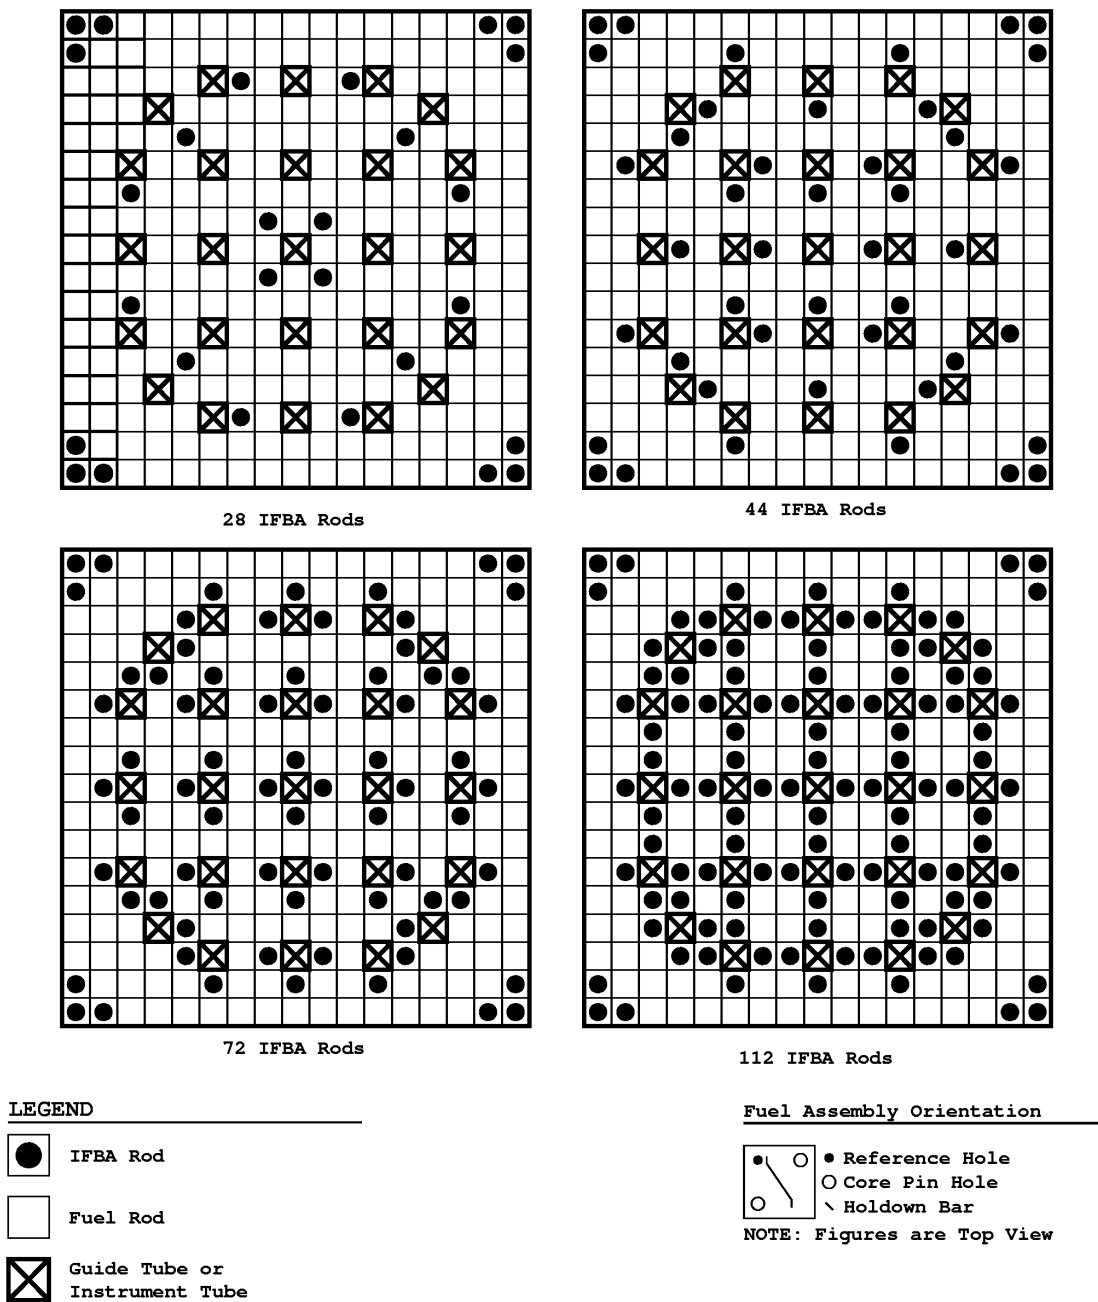 28 IFBA Rods
44 IFBA Rods
72 IFBA Rods
112 IFBA Rods
LEGEND
IFBA Rod
Fuel Rod
Guide Tube or
Instrument Tube
Fuel Assembly Orientation
Reference Hole
Core Pin Hole
Holdown Bar
NOTE: Figures are Top View